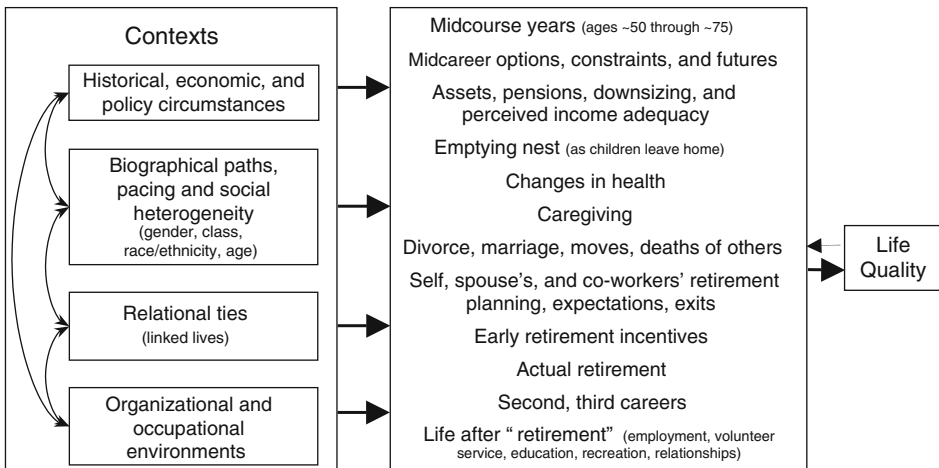 Contexts
Historical, economic, and
policy circumstances
Biographical paths,
pacing and social
heterogeneity
(gender, class,
race/ethnicity, age)
Relational ties
(linked lives)
Organizational and
occupational
environments
Midcourse years (ages ~50 through ~75)
Midcareer options, constraints, and futures
Assets, pensions, downsizing, and
perceived income adequacy
Emptying nest (as children leave home)
Changes in health
Caregiving
Divorce, marriage, moves, deaths of others
Self, spouse's, and co-workers' retirement
planning, expectations, exits
Early retirement incentives
Actual retirement
Second, third careers
Life after “ retirement” (employment, volunteer
service, education, recreation, relationships)
Life
Quality